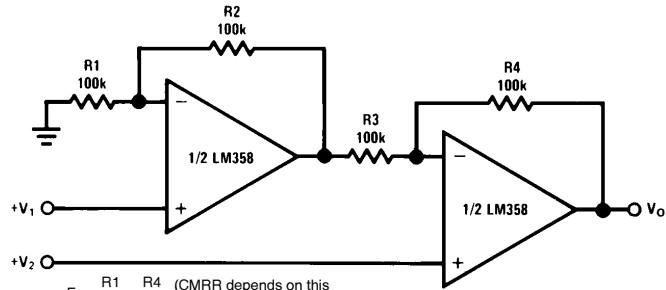 R2
100k
R1
100k
R4
100k
R3
100k
−
1/2 LM358
+
−
1/2 LM358
+
+V1
VO
+V2
R1 R4 (CMRR depends on this